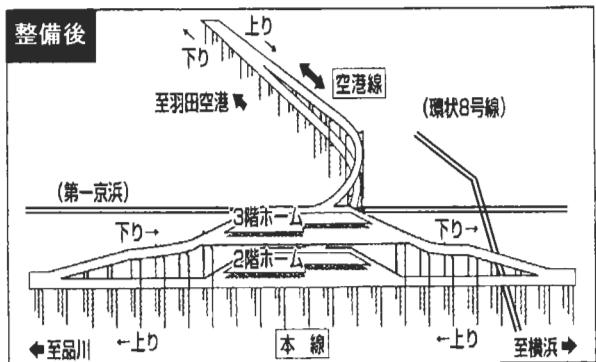 整備後
上り
下り
空港線
至羽田空港
(環状8号線)
(第一京浜)
3階ホーム
下り→
下り→
2階ホーム
←至品川
←上り
本線
←上り
至横浜→